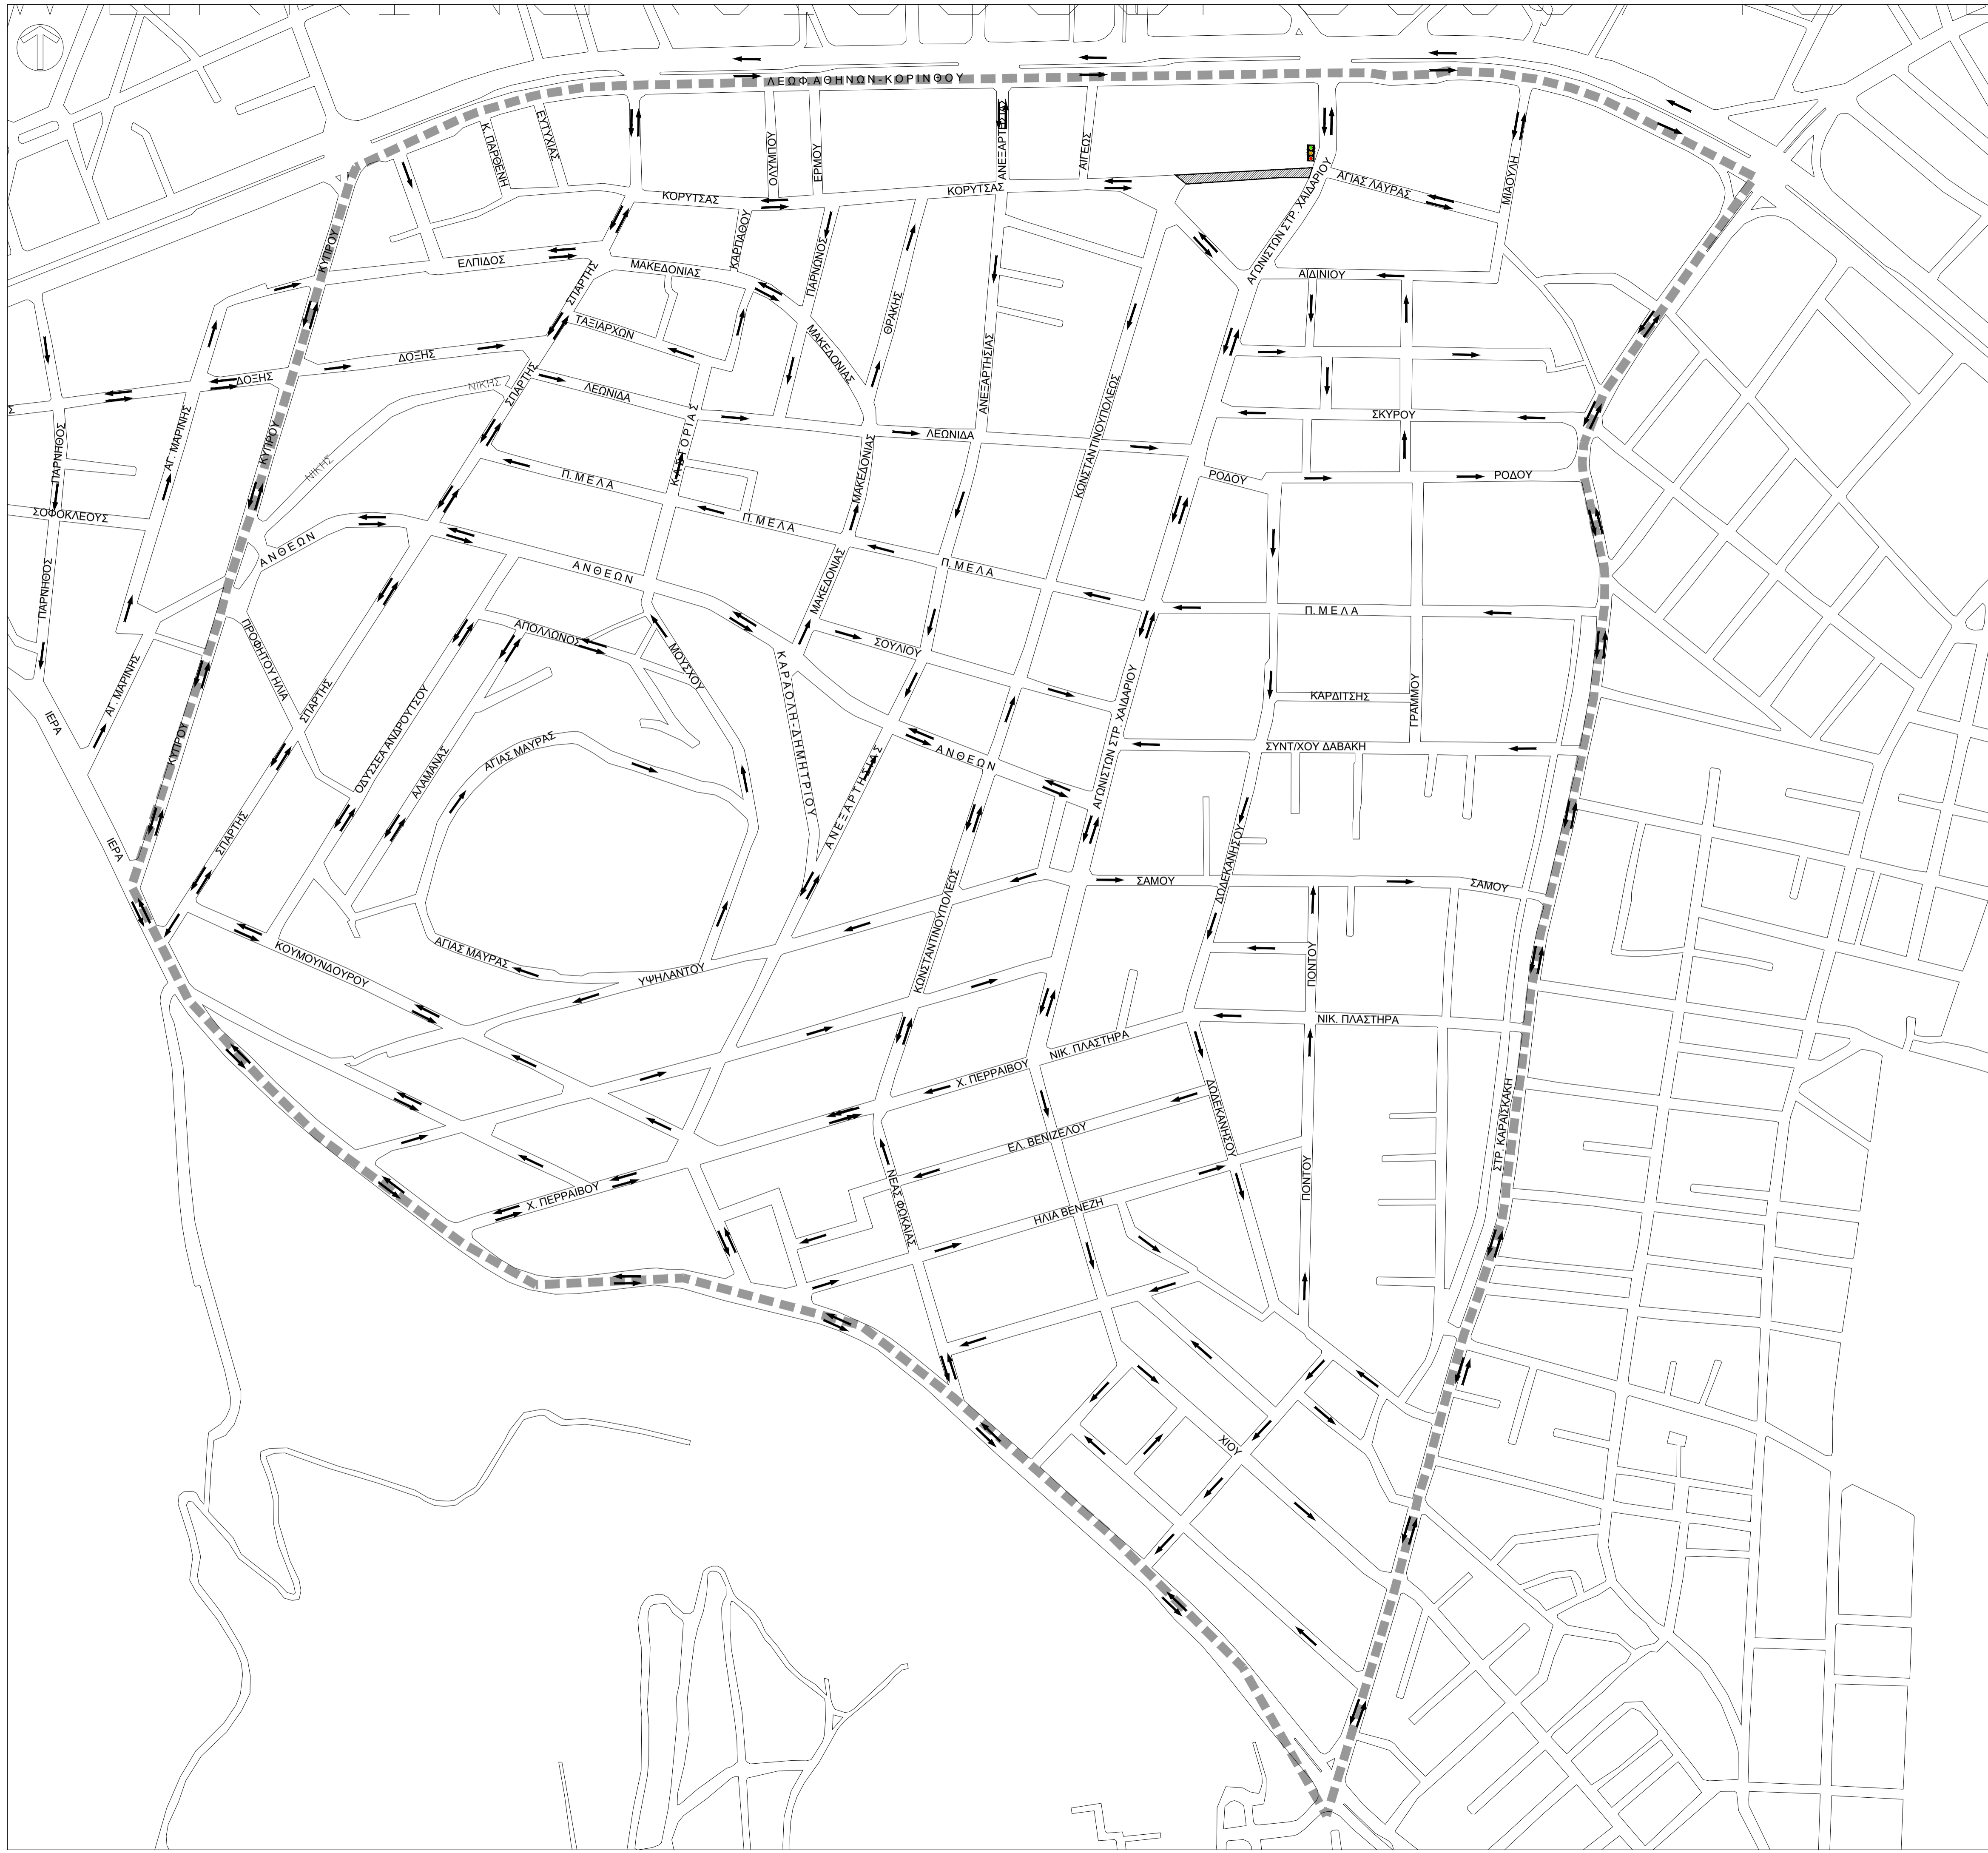 ΛΕΩΦ.ΑΘΗΝΩΝ-ΚΟΡΙΝΘΟΥ
Κ. ΠΑΡΘΕΝΗ
ΕΥΤΥΧΙΑΣ
ΟΛΥΜΠΟΥ
ΕΡΜΟΥ
ΑΝΕΞΑΡΤΗΣΙΑΣ
ΑΙΓΕΩΣ
ΜΙΑΟΥΛΗ
ΑΓΙΑΣ ΛΑΥΡΑΣ
ΚΟΡΥΤΣΑΣ
ΚΟΡΥΤΣΑΣ
ΑΓΩΝΙΣΤΩΝ ΣΤΡ. ΧΑΪΔΑΡΙΟΥ
ΚΥΠΡΟΥ
ΕΛΠΙΔΟΣ
ΜΑΚΕΔΟΝΙΑΣ
ΚΑΡΠΑΘΟΥ
ΠΑΡΝΩΝΟΣ
ΑΪΔΙΝΙΟΥ
ΣΠΑΡΤΗΣ
ΘΡΑΚΗΣ
ΤΑΞΙΑΡΧΩΝ
ΜΑΚΕΔΟΝΙΑΣ
ΔΟΞΗΣ
ΔΟΞΗΣ
ΝΙΚΗΣ
ΣΠΑΡΤΗΣ
ΛΕΩΝΙΔΑ
ΑΝΕΞΑΡΤΗΣΙΑΣ
Σ
ΣΚΥΡΟΥ
ΚΑΣΤΟΡΙΑΣ
ΛΕΩΝΙΔΑ
ΚΩΝΣΤΑΝΤΙΝΟΥΠΟΛΕΩΣ
ΠΑΡΝΗΘΟΣ
ΑΓ. ΜΑΡΙΝΗΣ
ΚΥΠΡΟΥ
ΝΙΚΗΣ
Π. ΜΕΛΑ
ΜΑΚΕΔΟΝΙΑΣ
ΡΟΔΟΥ
ΡΟΔΟΥ
ΣΟΦΟΚΛΕΟΥΣ
Π. ΜΕΛΑ
ΑΝΘΕΩΝ
ΑΝΘΕΩΝ
Π. ΜΕΛΑ
ΠΑΡΝΗΘΟΣ
ΜΑΚΕΔΟΝΙΑΣ
Π. ΜΕΛΑ
ΑΠΟΛΛΩΝΟΣ
ΣΟΥΛΙΟΥ
ΠΡΟΦΗΤΟΥ ΗΛΙΑ
ΜΟΥΣΧΟΥ
ΑΓ. ΜΑΡΙΝΗΣ
ΣΠΑΡΤΗΣ
ΚΑΡΔΙΤΣΗΣ
ΓΡΑΜΜΟΥ
ΙΕΡΑ
ΟΔΥΣΣΕΑ ΑΝΔΡΟΥΤΣΟΥ
ΚΑΡΑΟΛΗ-ΔΗΜΗΤΡΙΟΥ
ΑΓΩΝΙΣΤΩΝ ΣΤΡ. ΧΑΪΔΑΡΙΟΥ
ΚΥΠΡΟΥ
ΑΓΙΑΣ ΜΑΥΡΑΣ
ΑΝΘΕΩΝ
ΣΥΝΤ/ΧΟΥ ΔΑΒΑΚΗ
ΑΛΑΜΑΝΑΣ
ΑΝΕΞΑΡΤΗΣΙΑΣ
ΙΕΡΑ
ΣΠΑΡΤΗΣ
ΔΩΔΕΚΑΝΗΣΟΥ
ΣΑΜΟΥ
ΣΑΜΟΥ
ΚΩΝΣΤΑΝΤΙΝΟΥΠΟΛΕΩΣ
ΚΟΥΜΟΥΝΔΟΥΡΟΥ
ΑΓΙΑΣ ΜΑΥΡΑΣ
ΥΨΗΛΑΝΤΟΥ
ΠΟΝΤΟΥ
ΝΙΚ. ΠΛΑΣΤΗΡΑ
ΝΙΚ. ΠΛΑΣΤΗΡΑ
Χ. ΠΕΡΡΑΙΒΟΥ
ΔΩΔΕΚΑΝΗΣΟΥ
ΣΤΡ. ΚΑΡΑΪΣΚΑΚΗ
ΕΛ. ΒΕΝΙΖΕΛΟΥ
ΠΟΝΤΟΥ
Χ. ΠΕΡΡΑΙΒΟΥ
ΝΕΑΣ ΦΩΚΑΙΑΣ
ΗΛΙΑ ΒΕΝΕΖΗ
ΧΙΟΥ